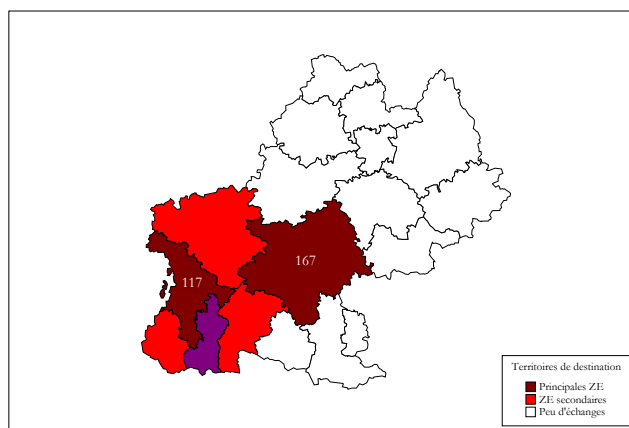 167
117
Territoires de destination
Principales ZE
ZE secondaires
Peu d'échanges